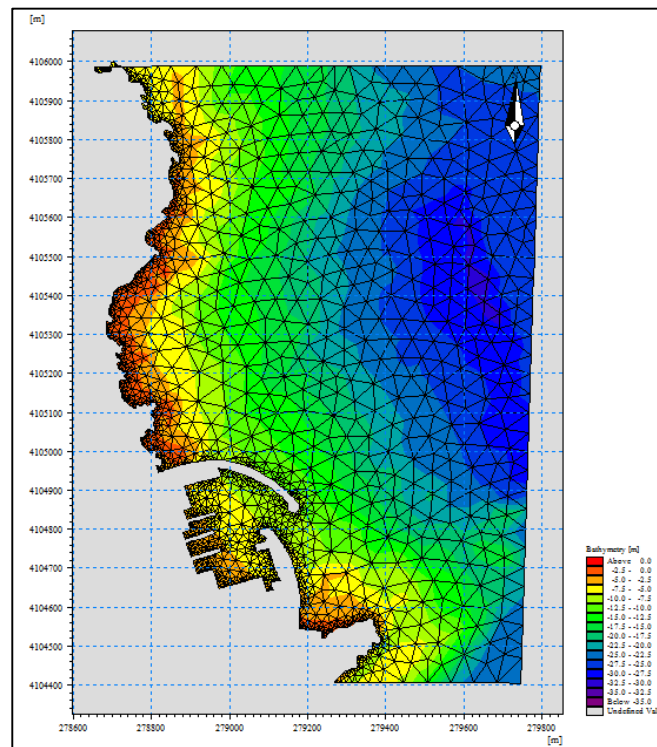 [m]
4106000
4105900
4105800
4105700
4105600
4105500
4105400
4105300
4105200
4105100
4105000
4104900
4104800
4104700
4104600
4104500
4104400
278600 278800 279000 279200 279400 279600 279800
[m]
Bathymetry [m]
Above 0.0
-2.5 - 0.0
-5.0 - -2.5
-7.5 - -5.0
-10.0 - -7.5
-12.5 - -10.0
-15.0 - -12.5
-17.5 - -15.0
-20.0 - -17.5
-22.5 - -20.0
-25.0 - -22.5
-27.5 - -25.0
-30.0 - -27.5
-32.5 - -30.0
-35.0 - -32.5
Below -35.0
Undefined Val